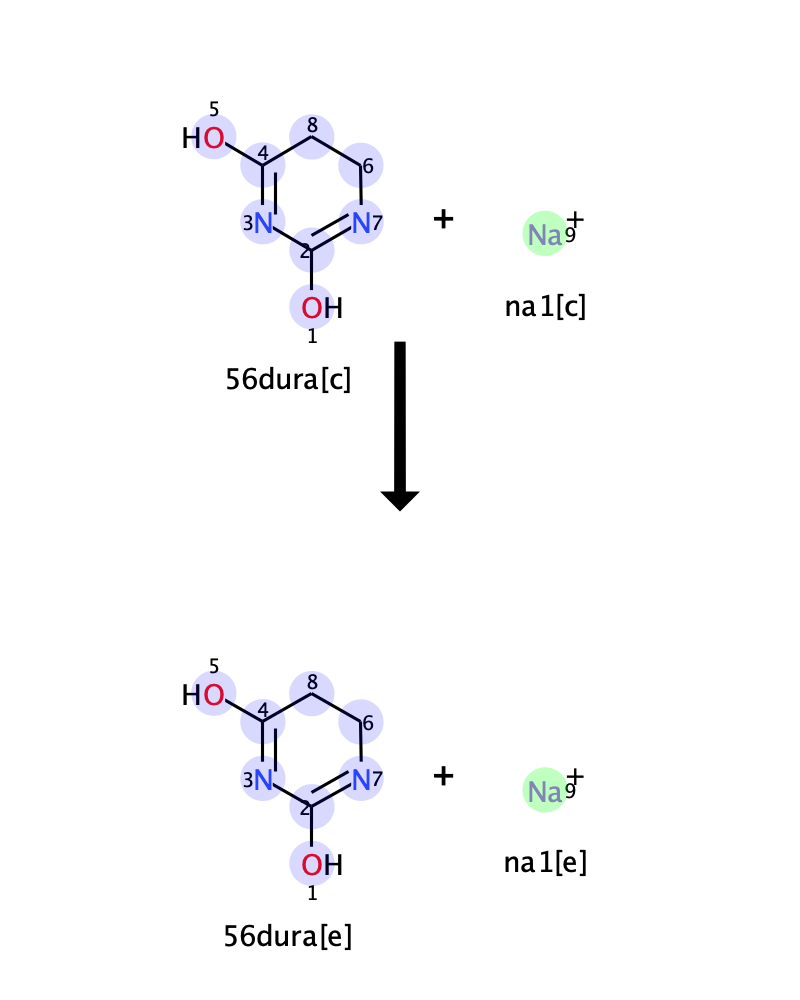 5
8
HO
4
6
3N
N7
+
Na9+
2
na1[c]
OH
1
56dura[c]
5
8
HO
4
6
3N
N7
+
Na9+
2
na1[e]
OH
1
56dura[e]